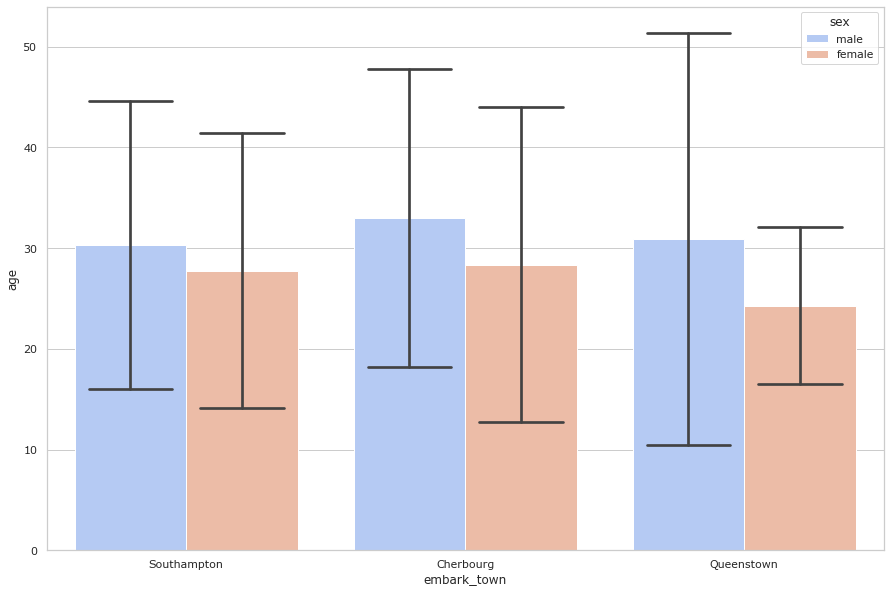 sex
male
female
50
40
30
20
10
0
age
Southampton
Cherbourg
Queenstown
embark_town